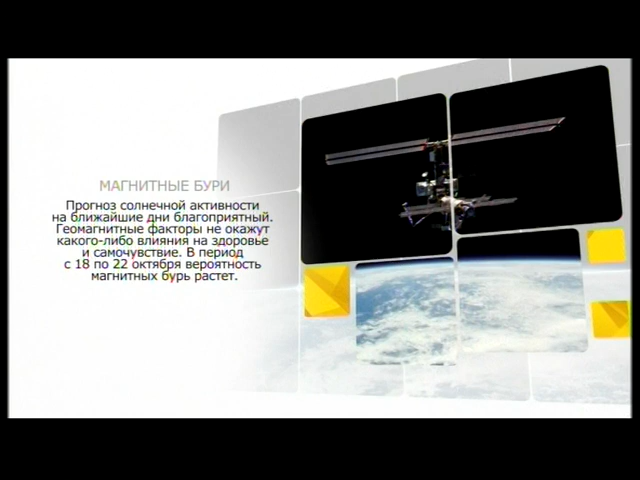 МАГНИТНЫЕ БУРИ
Прогноз солнечной активности
на ближайшие дни благоприятный.
Геомагнитные факторы не окажут
какого-либо влияния на здоровье
и самочувствие. В период
с 18 по 22 октября вероятность
магнитных бурь растет.